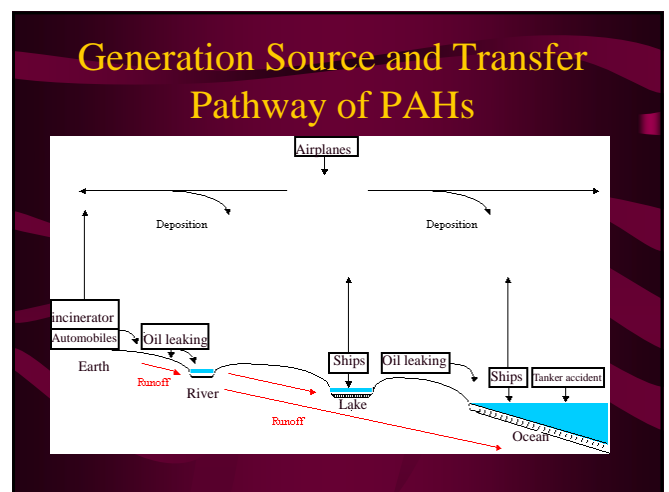 Generation Source and Transfer
Pathway of PAHs
Airplanes
Deposition
Deposition
incinerator
Automobiles
Oil leaking
Ships
Oil leaking
Ships
Tanker accident
Earth
Runoff
River
Lake
Runoff
Ocean